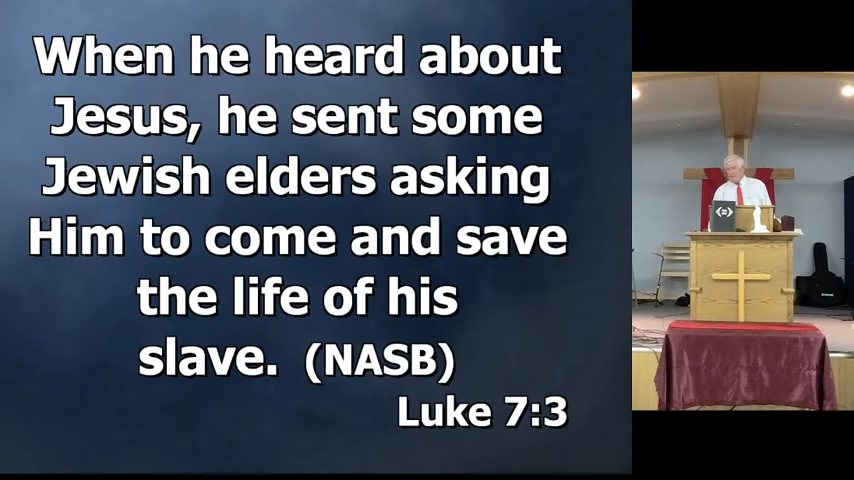 When he heard about
Jesus, he sent some
Jewish elders asking
Him to come and save
the life of his
slave. (NASB)
Luke 7:3